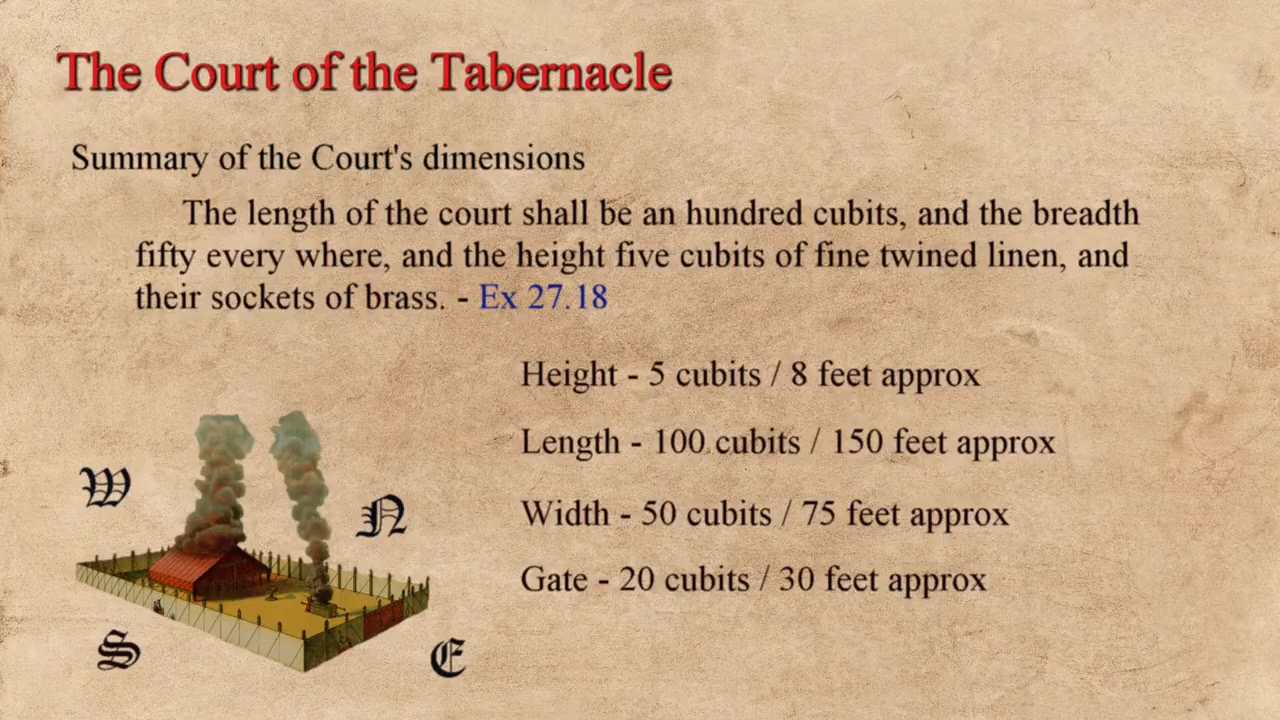 The Court of the Tabernacle
Summary of the Court's dimensions
The length of the court shall be an hundred cubits, and the breadth
fifty every where, and the height five cubits of fine twined linen, and
their sockets of brass. - Ex 27.18
Height - 5 cubits / 8 feet approx
Length - 100 cubits / 150 feet approx
Width - 50 cubits / 75 feet approx
Gate - 20 cubits / 30 feet approx
W
N
S
E